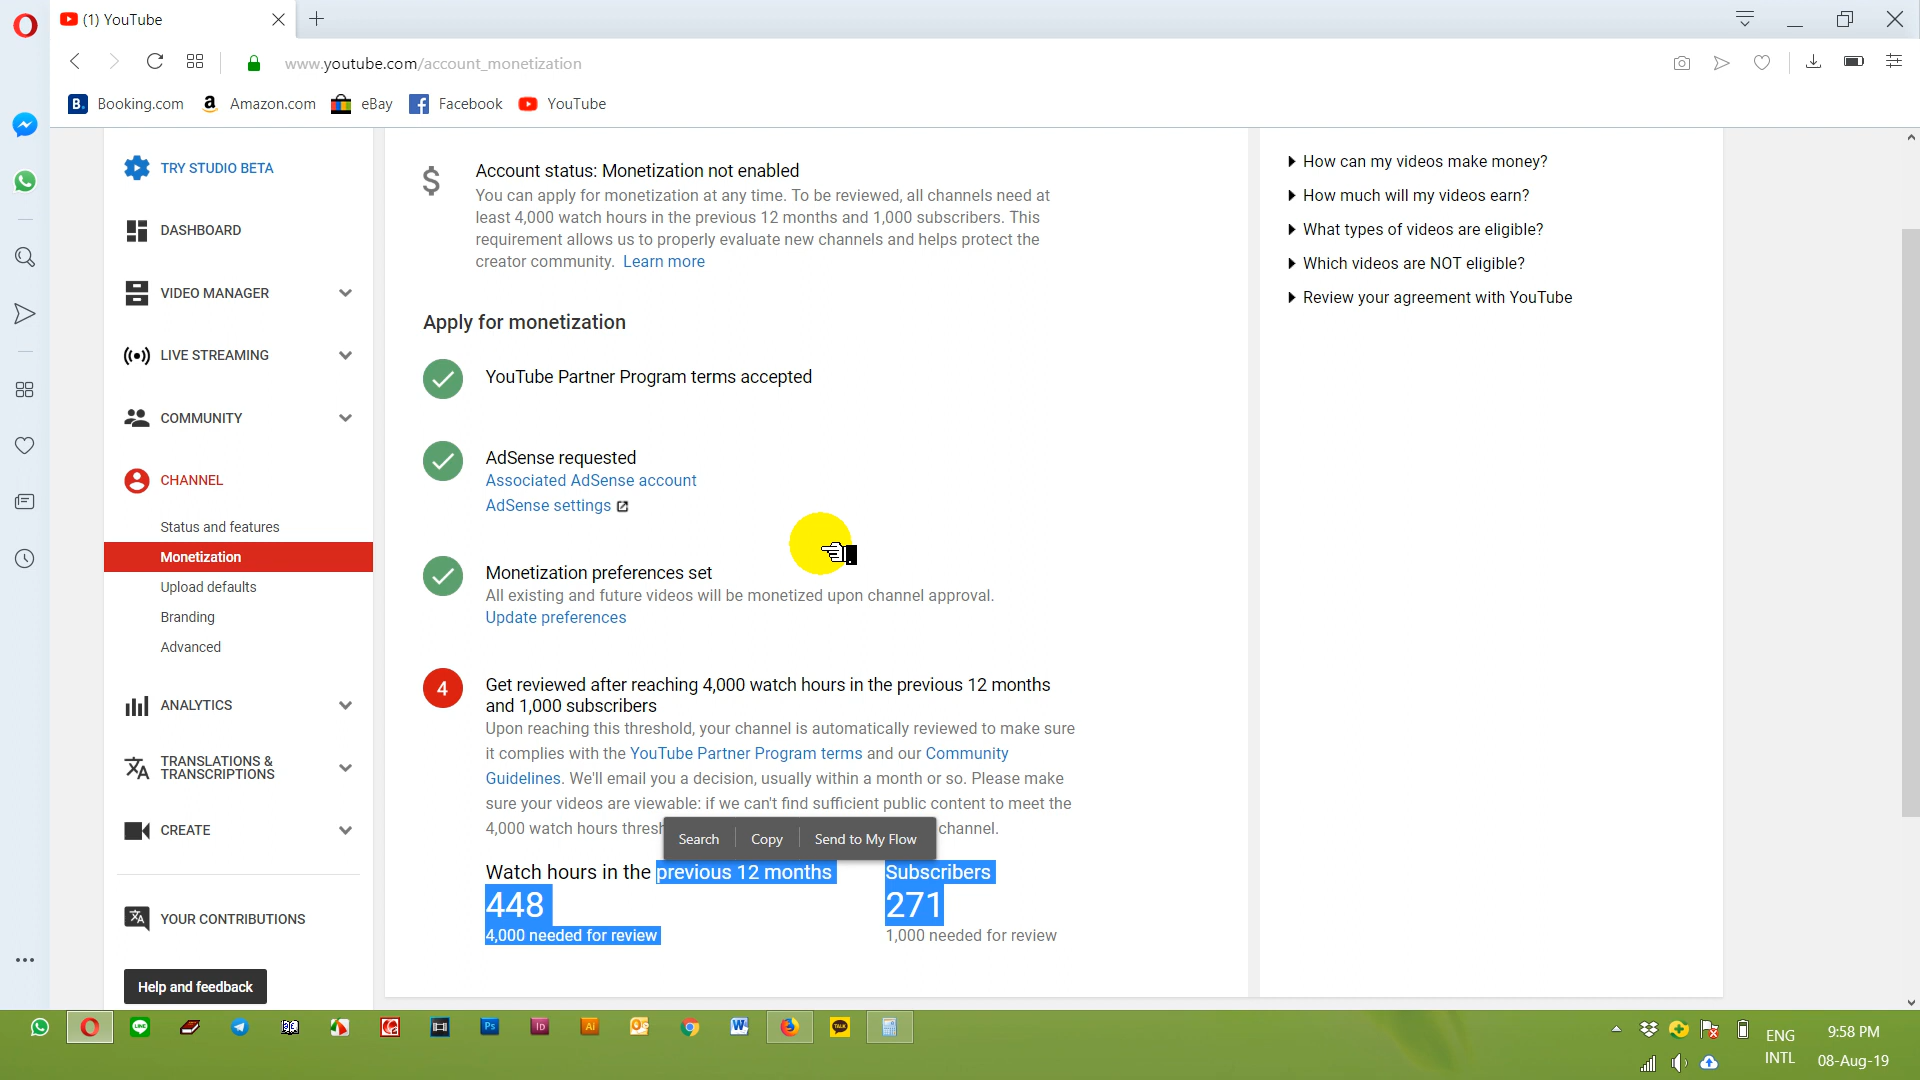 (1) YouTube
www.youtube.com/account_monetization
Booking.com
Amazon.com
eBay
Facebook
YouTube
TRY STUDIO BETA
DASHBOARD
VIDEO MANAGER
LIVE STREAMING
COMMUNITY
CHANNEL
Status and features
Monetization
Upload defaults
Branding
Advanced
ANALYTICS
TRANSLATIONS &
TRANSCRIPTIONS
CREATE
YOUR CONTRIBUTIONS
Help and feedback
Account status: Monetization not enabled
You can apply for monetization at any time. To be reviewed, all channels need at
least 4,000 watch hours in the previous 12 months and 1,000 subscribers. This
requirement allows us to properly evaluate new channels and helps protect the
creator community. Learn more
Apply for monetization
YouTube Partner Program terms accepted
AdSense requested
Associated AdSense account
AdSense settings
Monetization preferences set
All existing and future videos will be monetized upon channel approval.
Update preferences
4
Get reviewed after reaching 4,000 watch hours in the previous 12 months
and 1,000 subscribers
Upon reaching this threshold, your channel is automatically reviewed to make sure
it complies with the YouTube Partner Program terms and our Community
Guidelines. We'll email you a decision, usually within a month or so. Please make
sure your videos are viewable: if we can't find sufficient public content to meet the
4,000 watch hours thresh channel.
Search Copy Send to My Flow
Watch hours in the previous 12 months
448
4,000 needed for review
Subscribers
271
1,000 needed for review
How can my videos make money?
How much will my videos earn?
What types of videos are eligible?
Which videos are NOT eligible?
Review your agreement with YouTube
ENG
INTL
9:58 PM
08-Aug-19